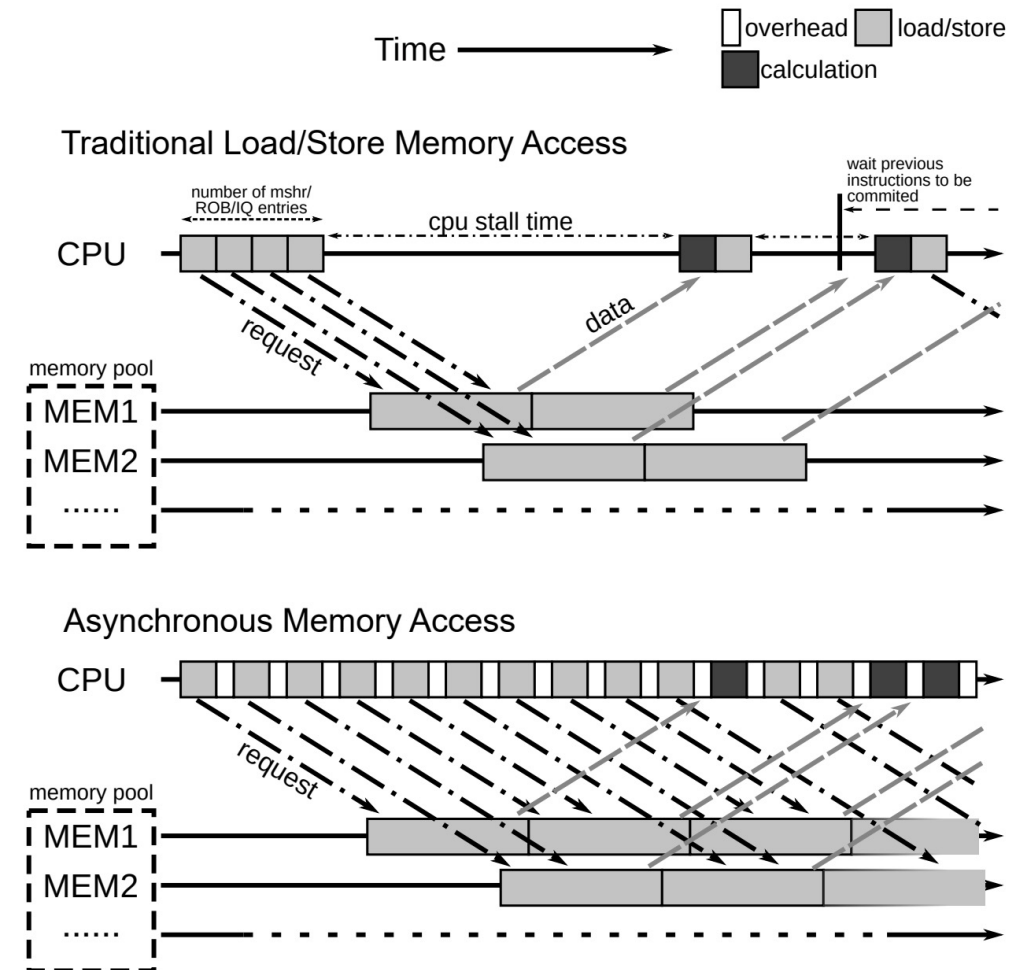 Time
overhead
load/store
calculation
Traditional Load/Store Memory Access
number of mshr/
ROB/IQ entries
cpu stall time
wait previous
instructions to be
commited
CPU
request
data
memory pool
MEM1
MEM2
......
Asynchronous Memory Access
CPU
request
memory pool
MEM1
MEM2
......